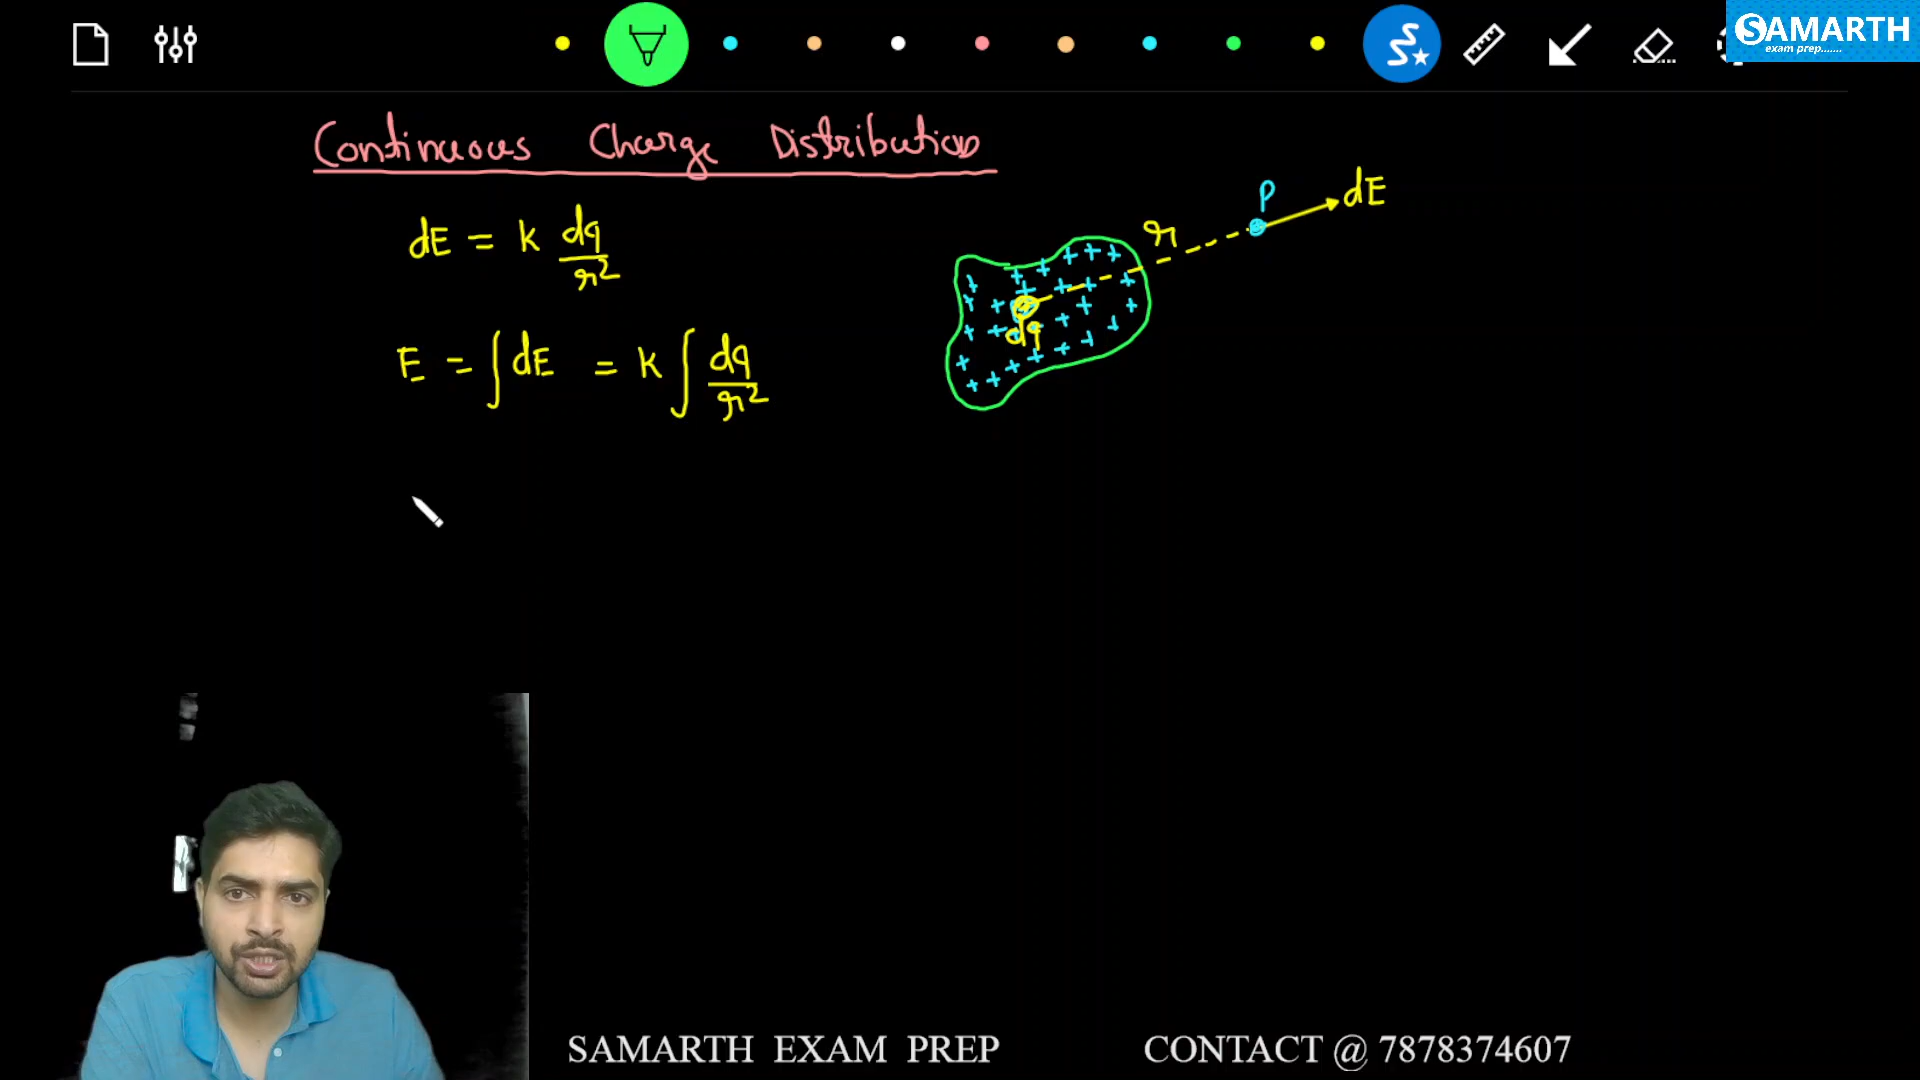 SAMARTH
exam prep.......
Continuous Charge Distribution
dE = k dq/r²
E = ∫dE = k ∫ dq/r²
P
dE
r
dq
SAMARTH EXAM PREP
CONTACT @ 7878374607